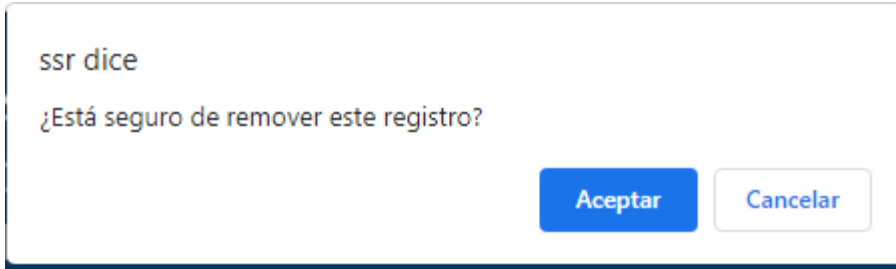 ssr dice
¿Está seguro de remover este registro?
Aceptar Cancelar